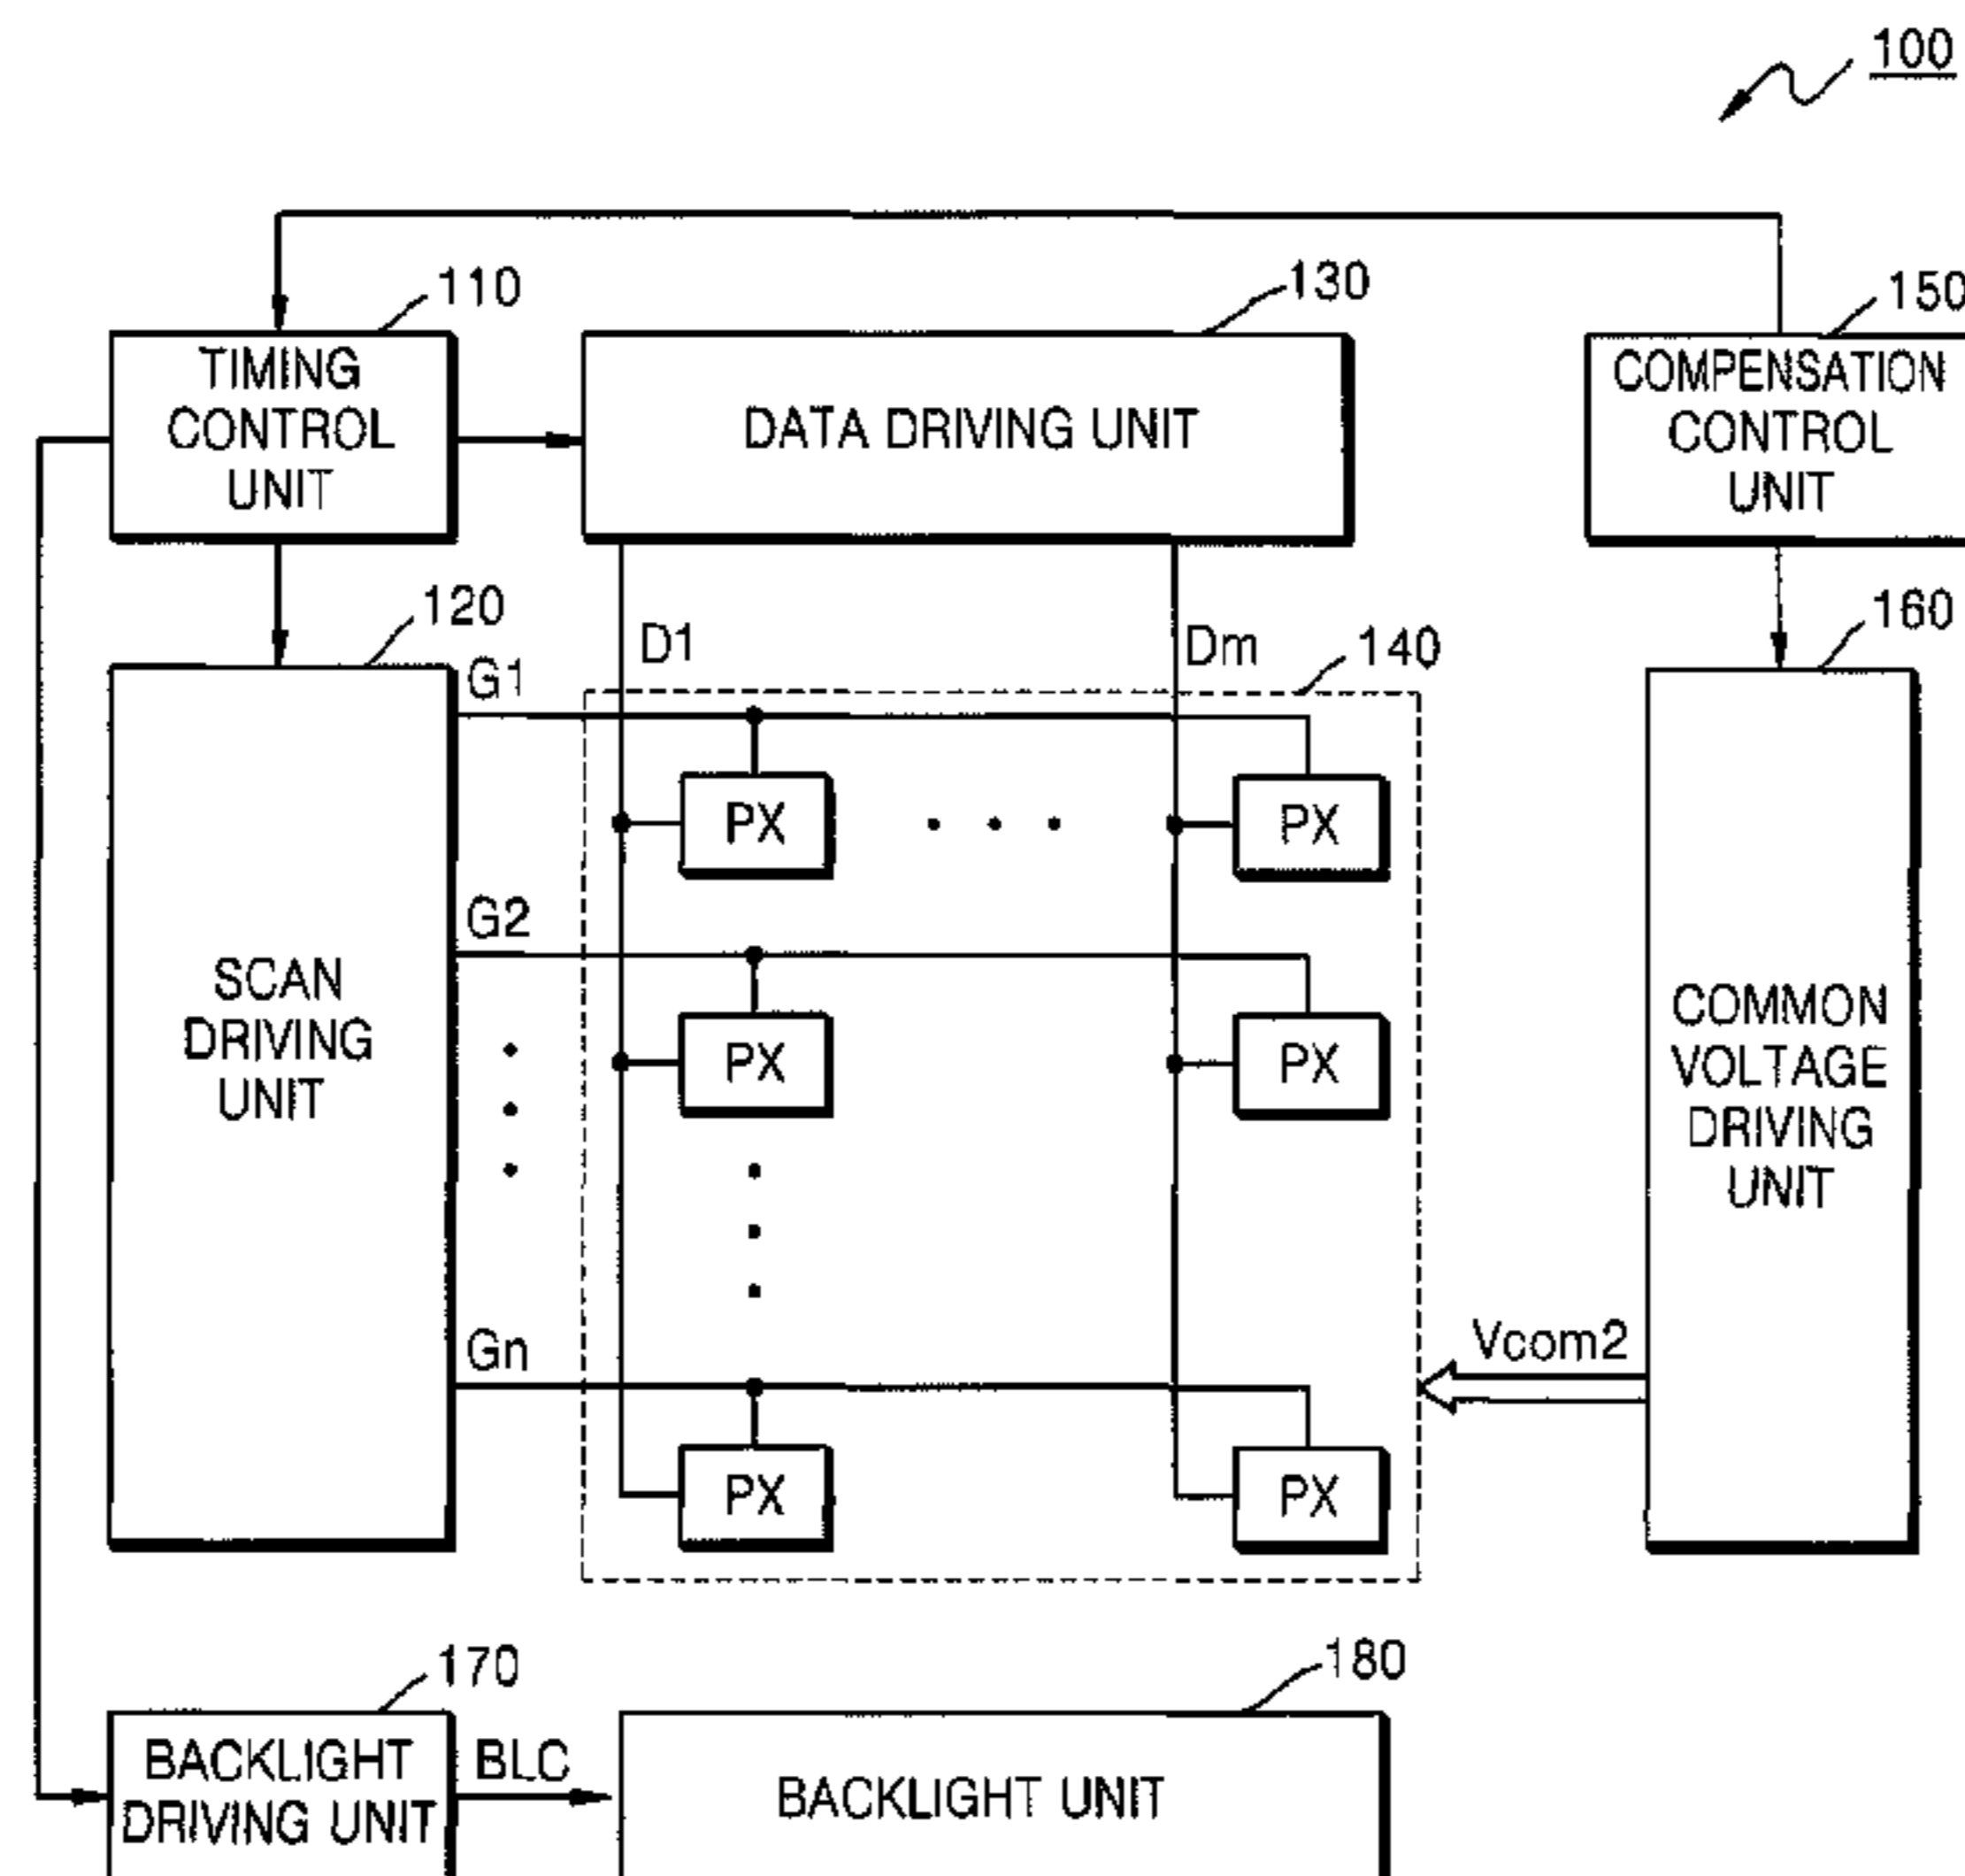 100
110
130
150
TIMING
CONTROL
UNIT
DATA DRIVING UNIT
COMPENSATION
CONTROL
UNIT
120
160
D1
Dm
140
G1
PX
PX
G2
PX
PX
SCAN
DRIVING
UNIT
COMMON
VOLTAGE
DRIVING
UNIT
Gn
Vcom2
PX
PX
170
180
BACKLIGHT
DRIVING UNIT
BLC
BACKLIGHT UNIT